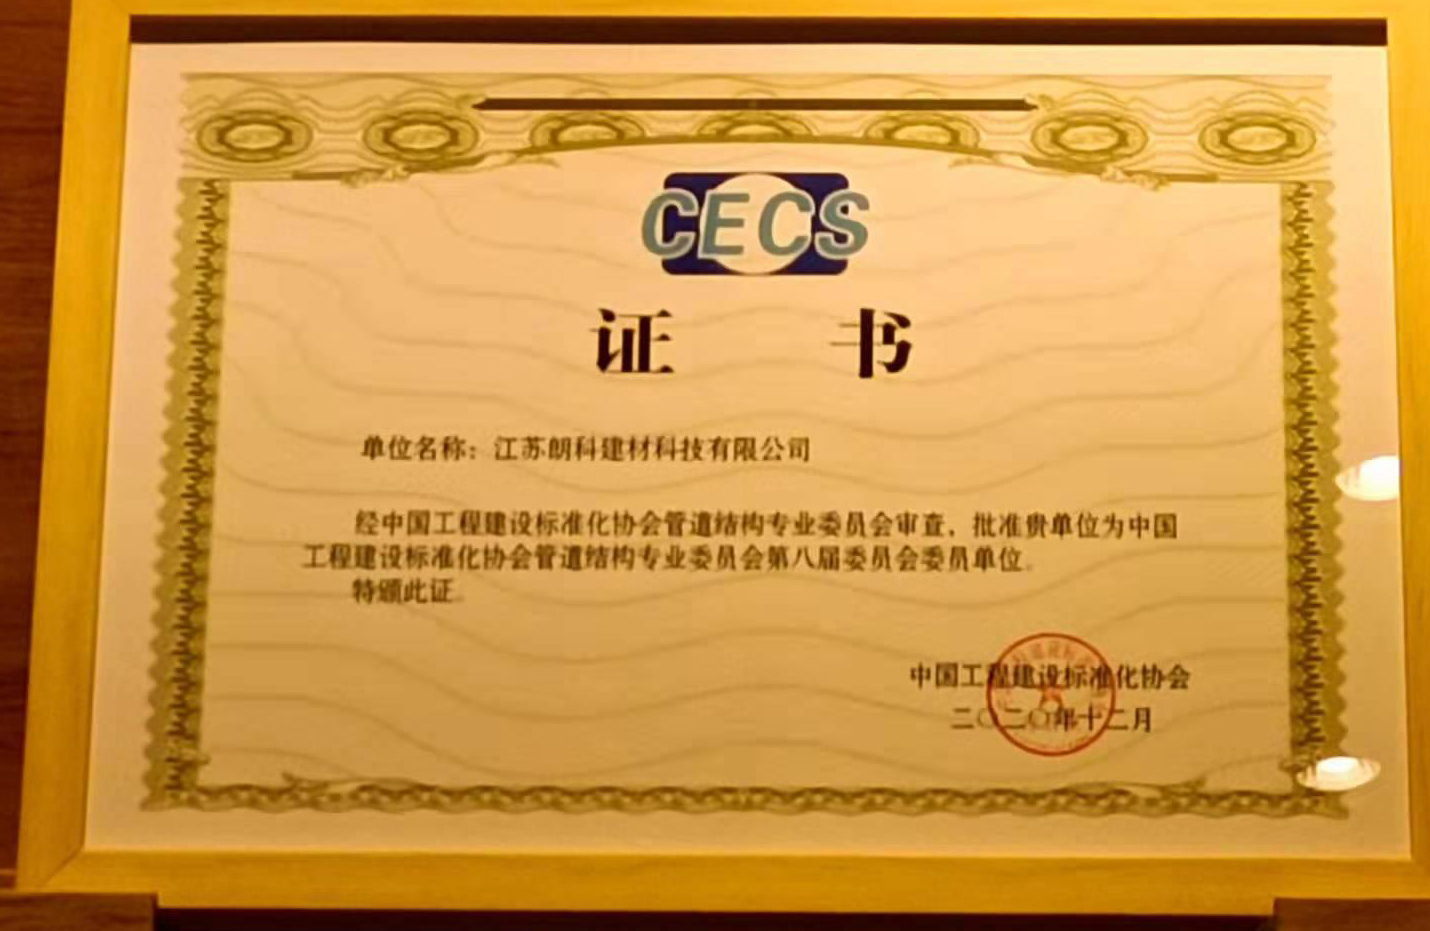 CECS
证 书
单位名称：江苏朗科建材科技有限公司
经中国工程建设标准化协会管道结构专业委员会审查，批准贵单位为中国
工程建设标准化协会管道结构专业委员会第八届委员会委员单位。
特颁此证。
中国工程建设标准化协会
二〇二〇年十二月